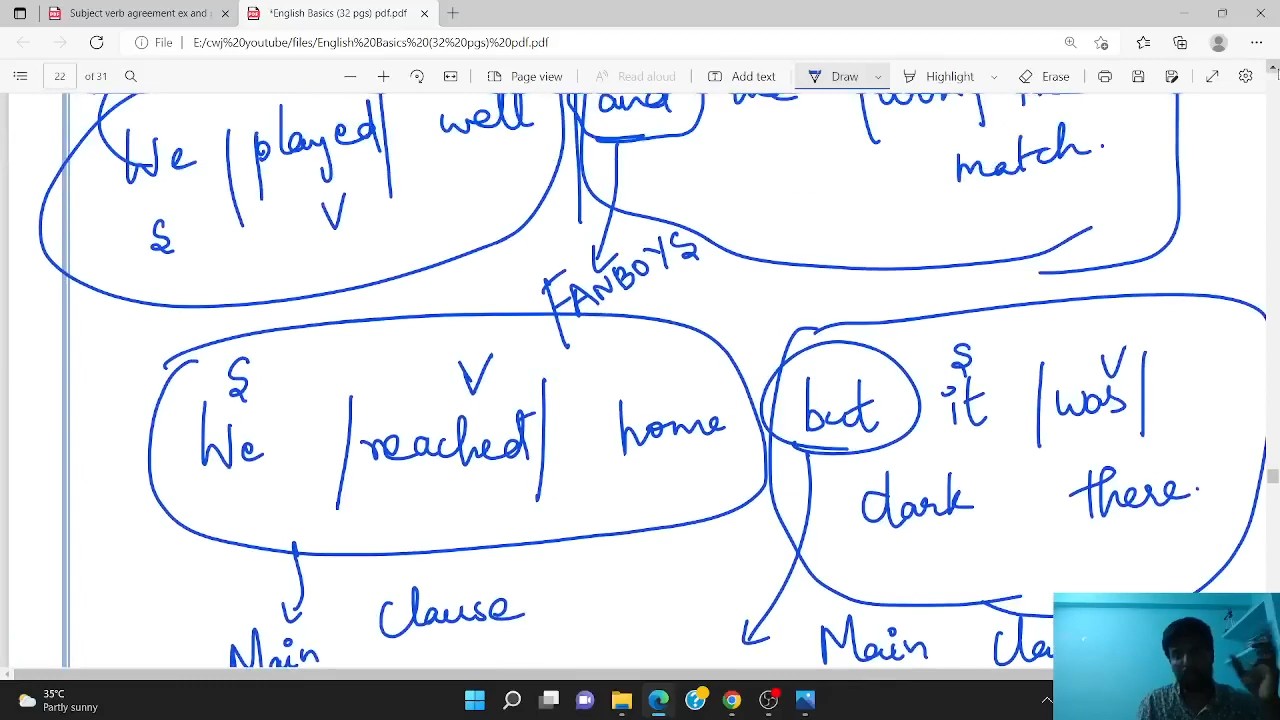 Subject verb agreement ex and
*English Basics (32 pgs) pdf.pdf
File E:/cwj%20youtube/files/English%20Basics%20(32%20pgs)%20pdf.pdf
22 of 31 Page view Read aloud Add text Draw Highlight Erase
We played well and
match.
S V
FANBOYS
S V S V
We reached home but it was
dark there.
Clause
Main Main
35°C
Partly sunny